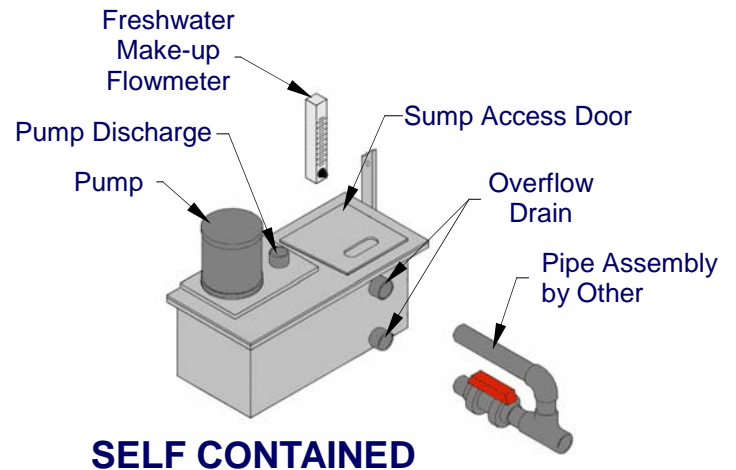 Freshwater
Make-up
Flowmeter
Pump Discharge
Sump Access Door
Pump
Overflow
Drain
Pipe Assembly
by Other
SELF CONTAINED